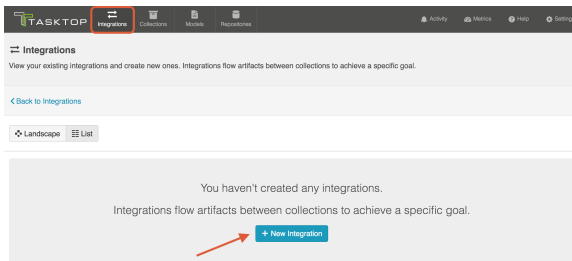 TASKTOP
Integrations
Collections
Models
Repositories
Activity
Metrics
Help
Setting
Integrations
View your existing integrations and create new ones. Integrations flow artifacts between collections to achieve a specific goal.
Back to Integrations
Landscape
List
You haven't created any integrations.
Integrations flow artifacts between collections to achieve a specific goal.
+ New Integration